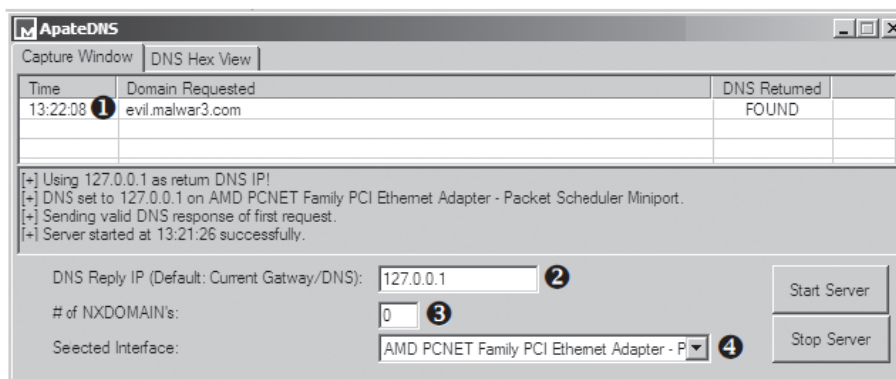 ApateDNS
Capture Window DNS Hex View
Time Domain Requested DNS Returned
13:22:08 1 evil.malwar3.com FOUND
[+] Using 127.0.0.1 as return DNS IP!
[+] DNS set to 127.0.0.1 on AMD PCNET Family PCI Ethernet Adapter - Packet Scheduler Miniport.
[+] Sending valid DNS response of first request.
[+] Server started at 13:21:26 successfully.
DNS Reply IP (Default: Current Gatway/DNS): 127.0.0.1 2
Start Server
# of NXDOMAIN's: 0 3
Selected Interface: AMD PCNET Family PCI Ethernet Adapter - P 4
Stop Server